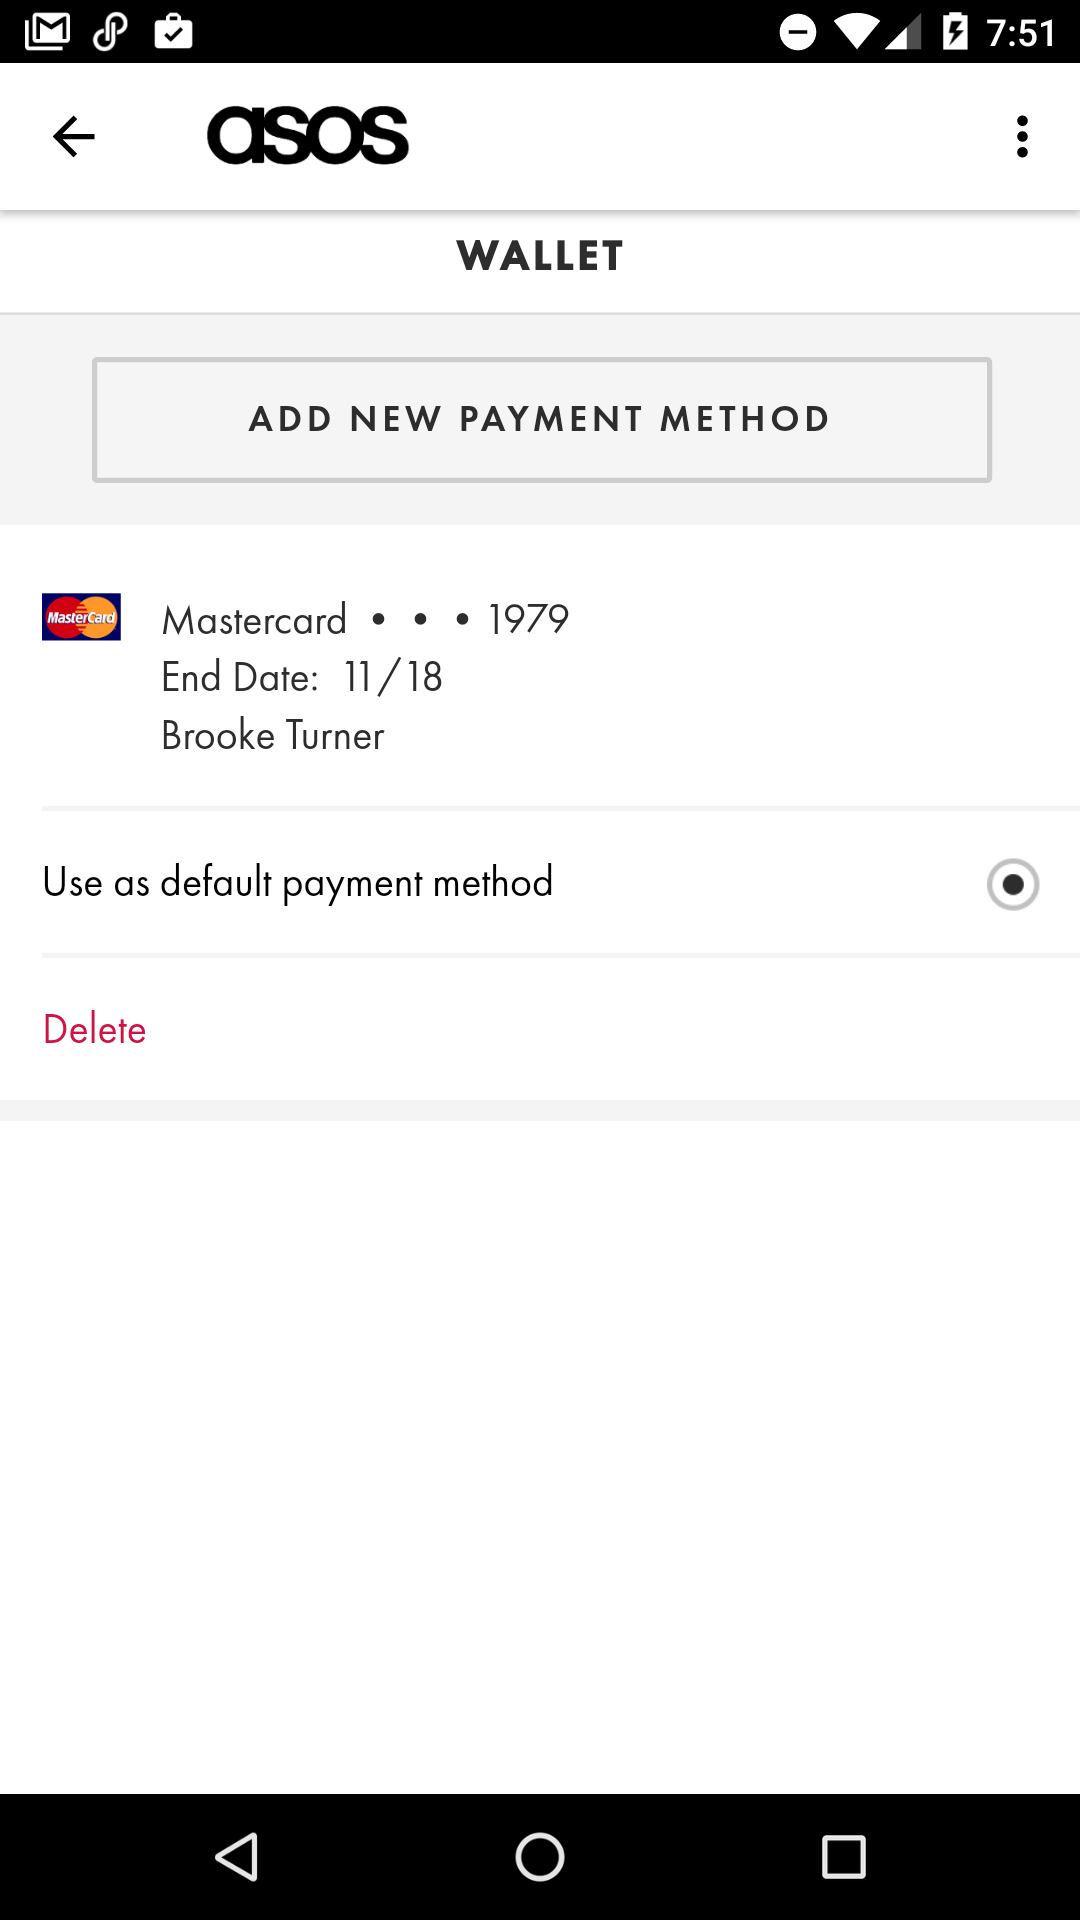 7:51
asos
WALLET
ADD NEW PAYMENT METHOD
MasterCard
Mastercard • • • 1979
End Date: 11/18
Brooke Turner
Use as default payment method
Delete